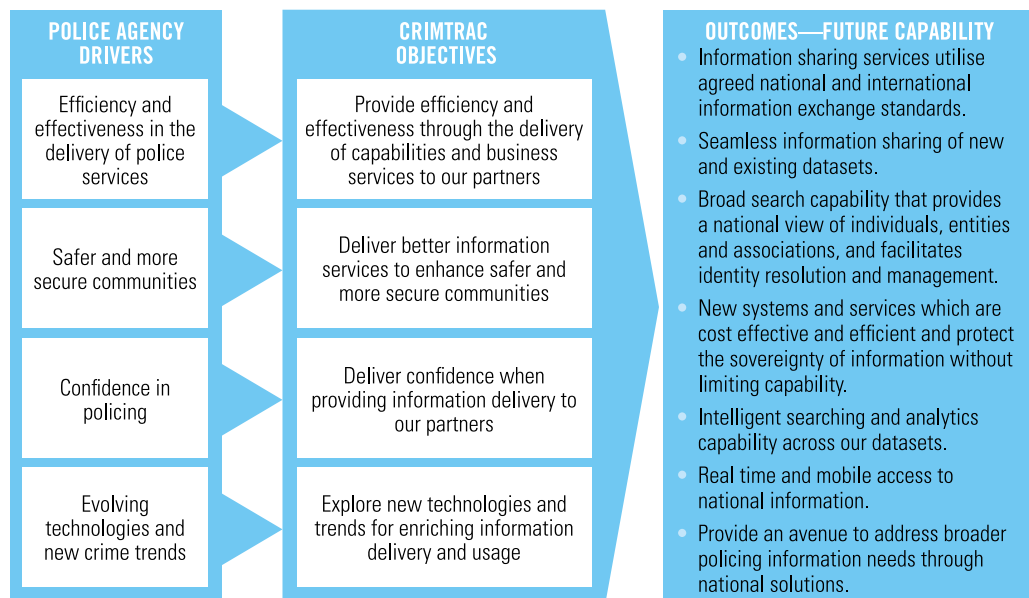 POLICE AGENCY
DRIVERS
Efficiency and
effectiveness in the
delivery of police
services
Safer and more
secure communities
Confidence in
policing
Evolving
technologies and
new crime trends
CRIMTRAC
OBJECTIVES
Provide efficiency and
effectiveness through the delivery
of capabilities and business
services to our partners
Deliver better information
services to enhance safer and
more secure communities
Deliver confidence when
providing information delivery to
our partners
Explore new technologies and
trends for enriching information
delivery and usage
OUTCOMES—FUTURE CAPABILITY
• Information sharing services utilise
agreed national and international
information exchange standards.
• Seamless information sharing of new
and existing datasets.
• Broad search capability that provides
a national view of individuals, entities
and associations, and facilitates
identity resolution and management.
• New systems and services which are
cost effective and efficient and protect
the sovereignty of information without
limiting capability.
• Intelligent searching and analytics
capability across our datasets.
• Real time and mobile access to
national information.
• Provide an avenue to address broader
policing information needs through
national solutions.